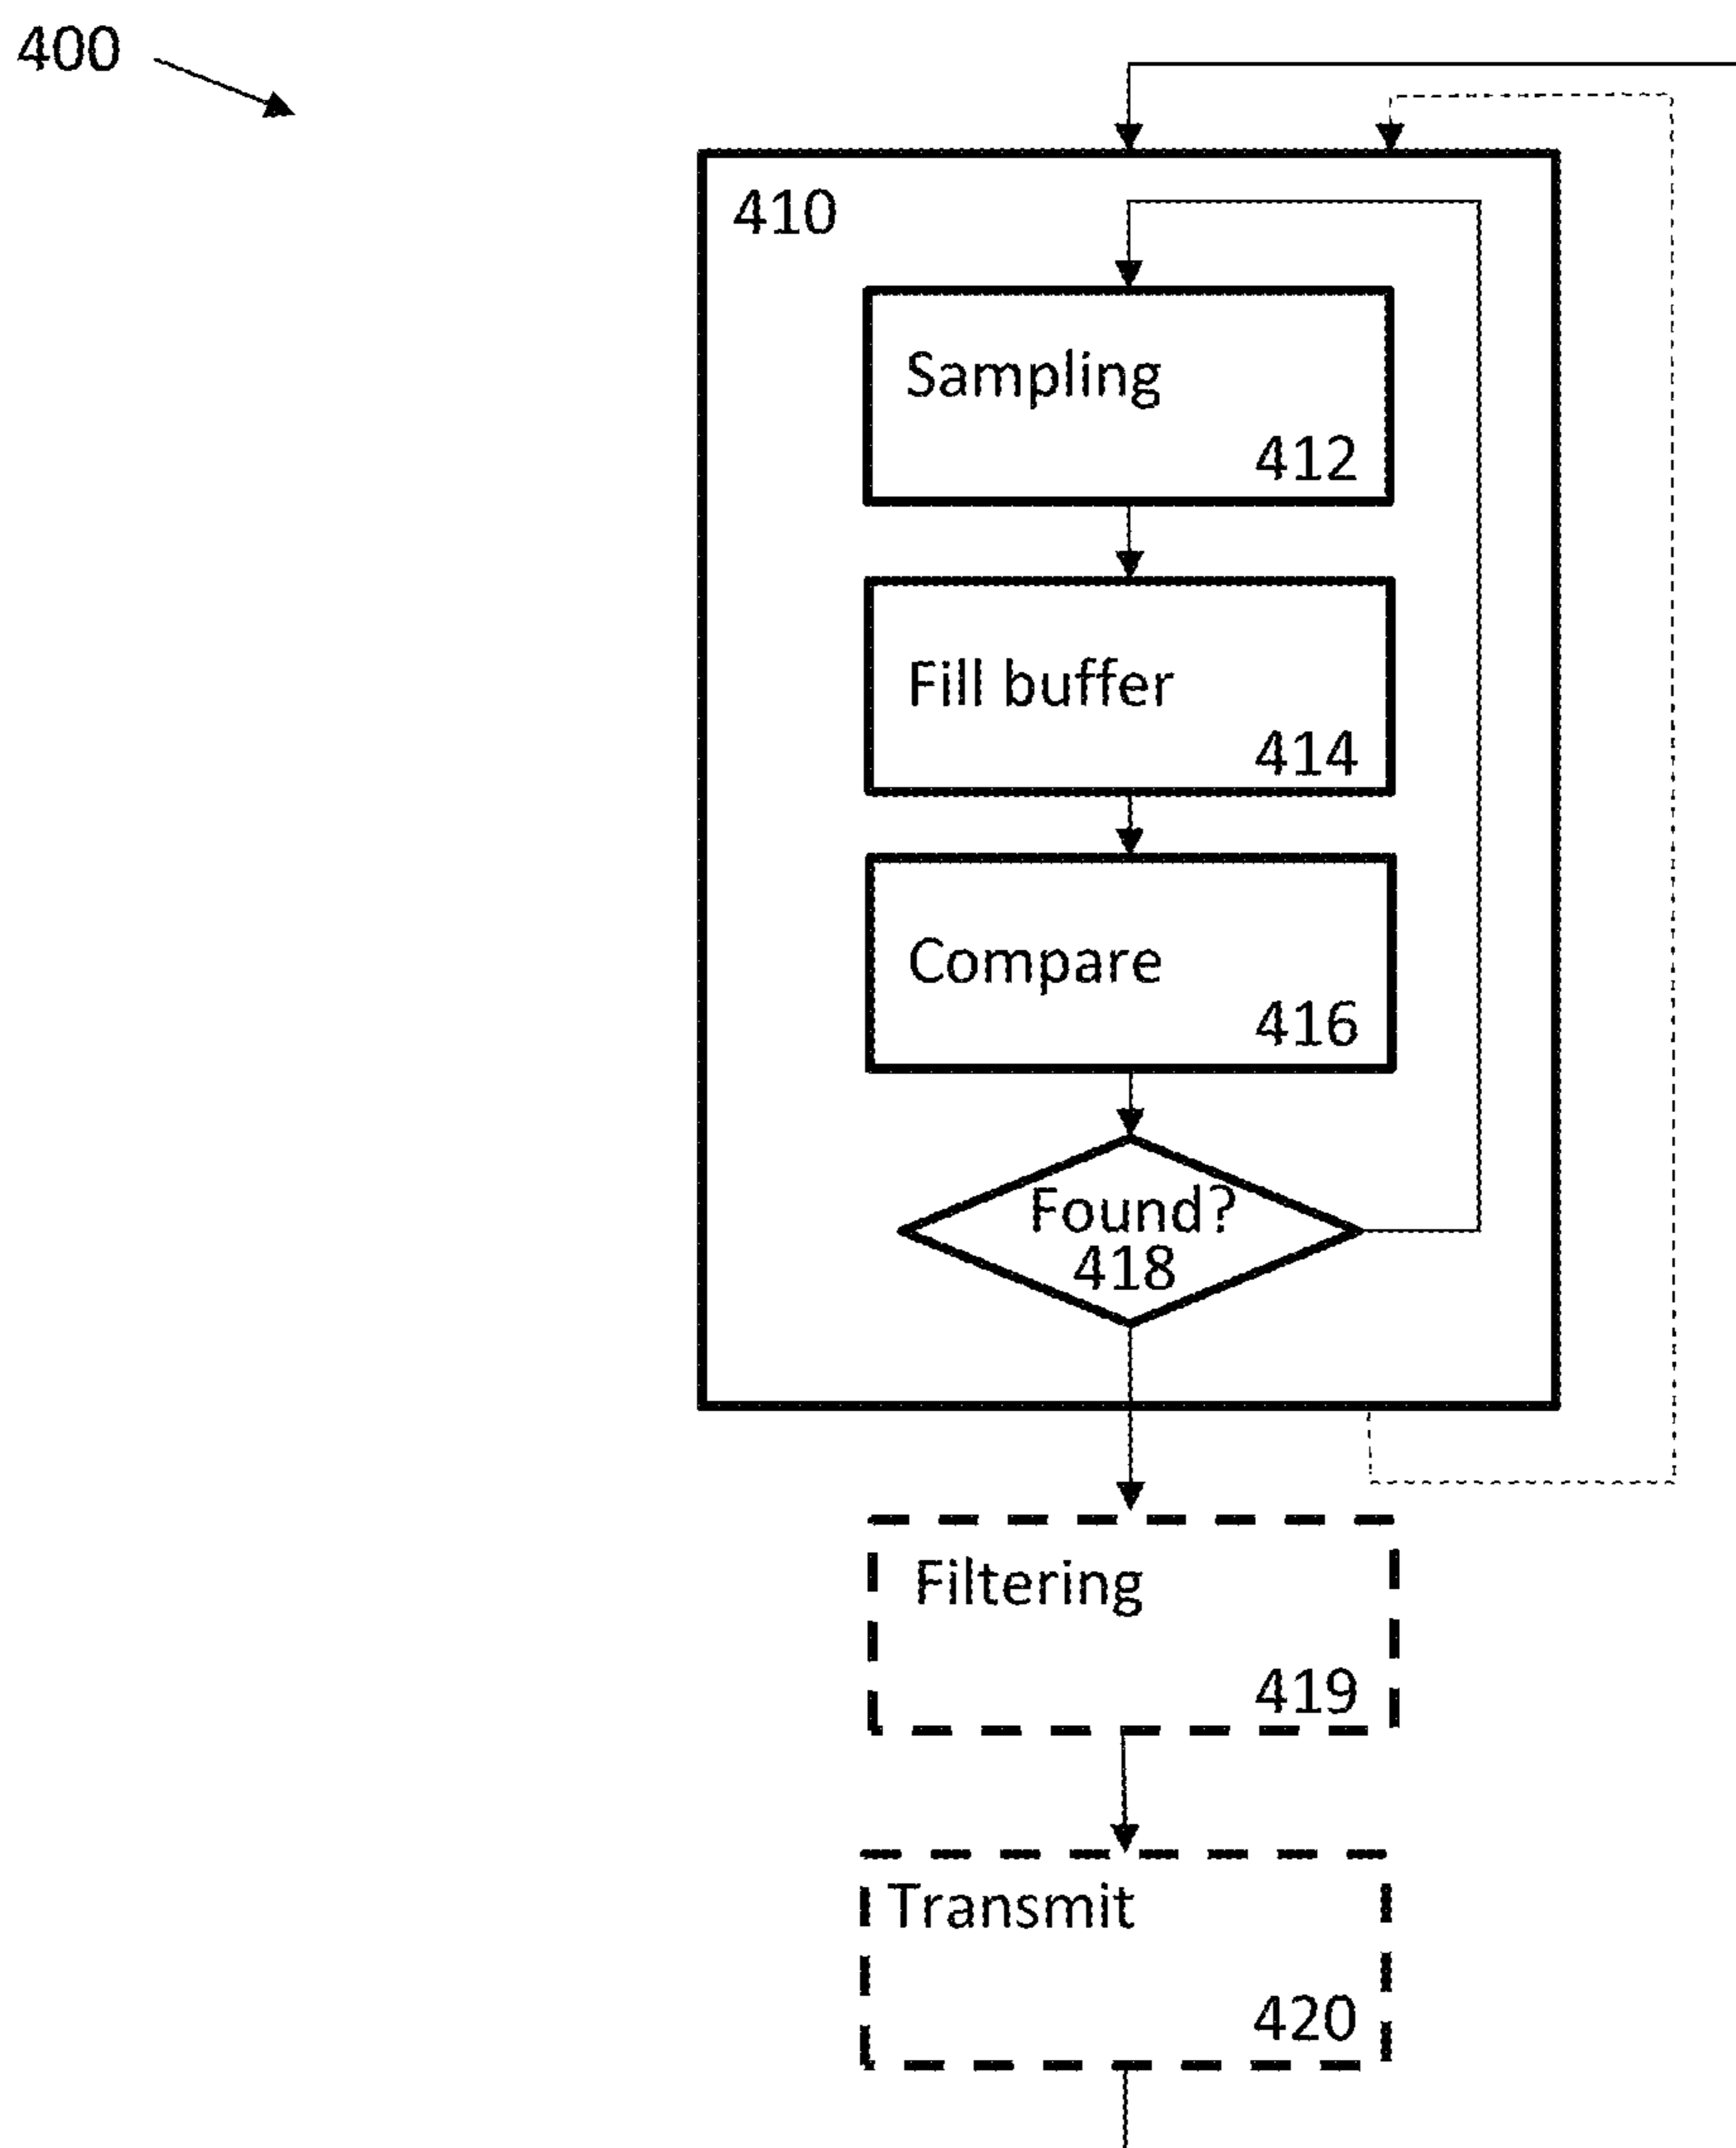 400
410
Sampling
412
Fill buffer
414
Compare
416
Found?
418
Filtering
419
Transmit
420